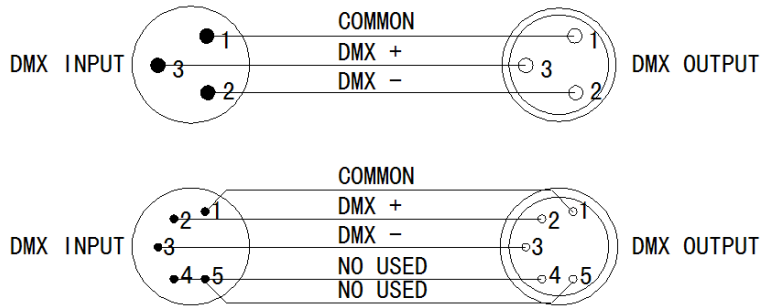 COMMON
1 1
DMX +
DMX INPUT 3 3 DMX OUTPUT
DMX -
2 2
COMMON
1 1
DMX +
2 2
DMX -
DMX INPUT 3 3 DMX OUTPUT
NO USED
4 5 4 5
NO USED